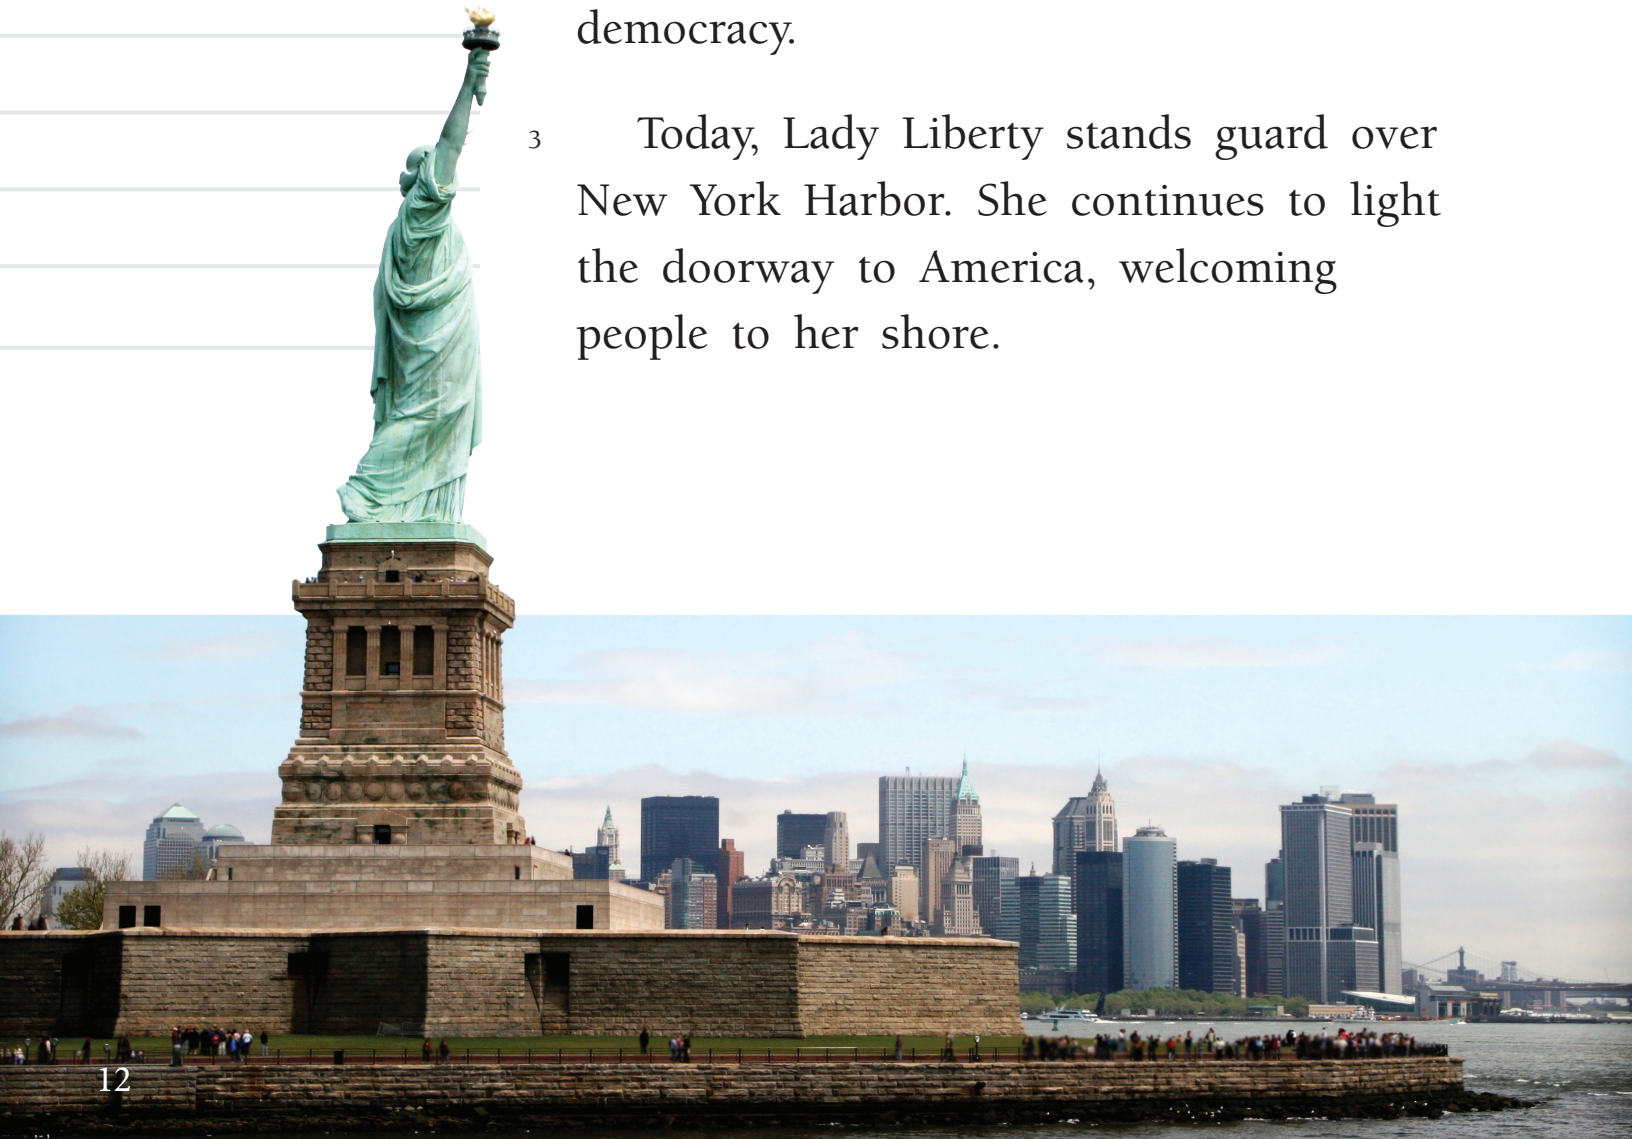 democracy.
3 Today, Lady Liberty stands guard over
New York Harbor. She continues to light
the doorway to America, welcoming
people to her shore.
12